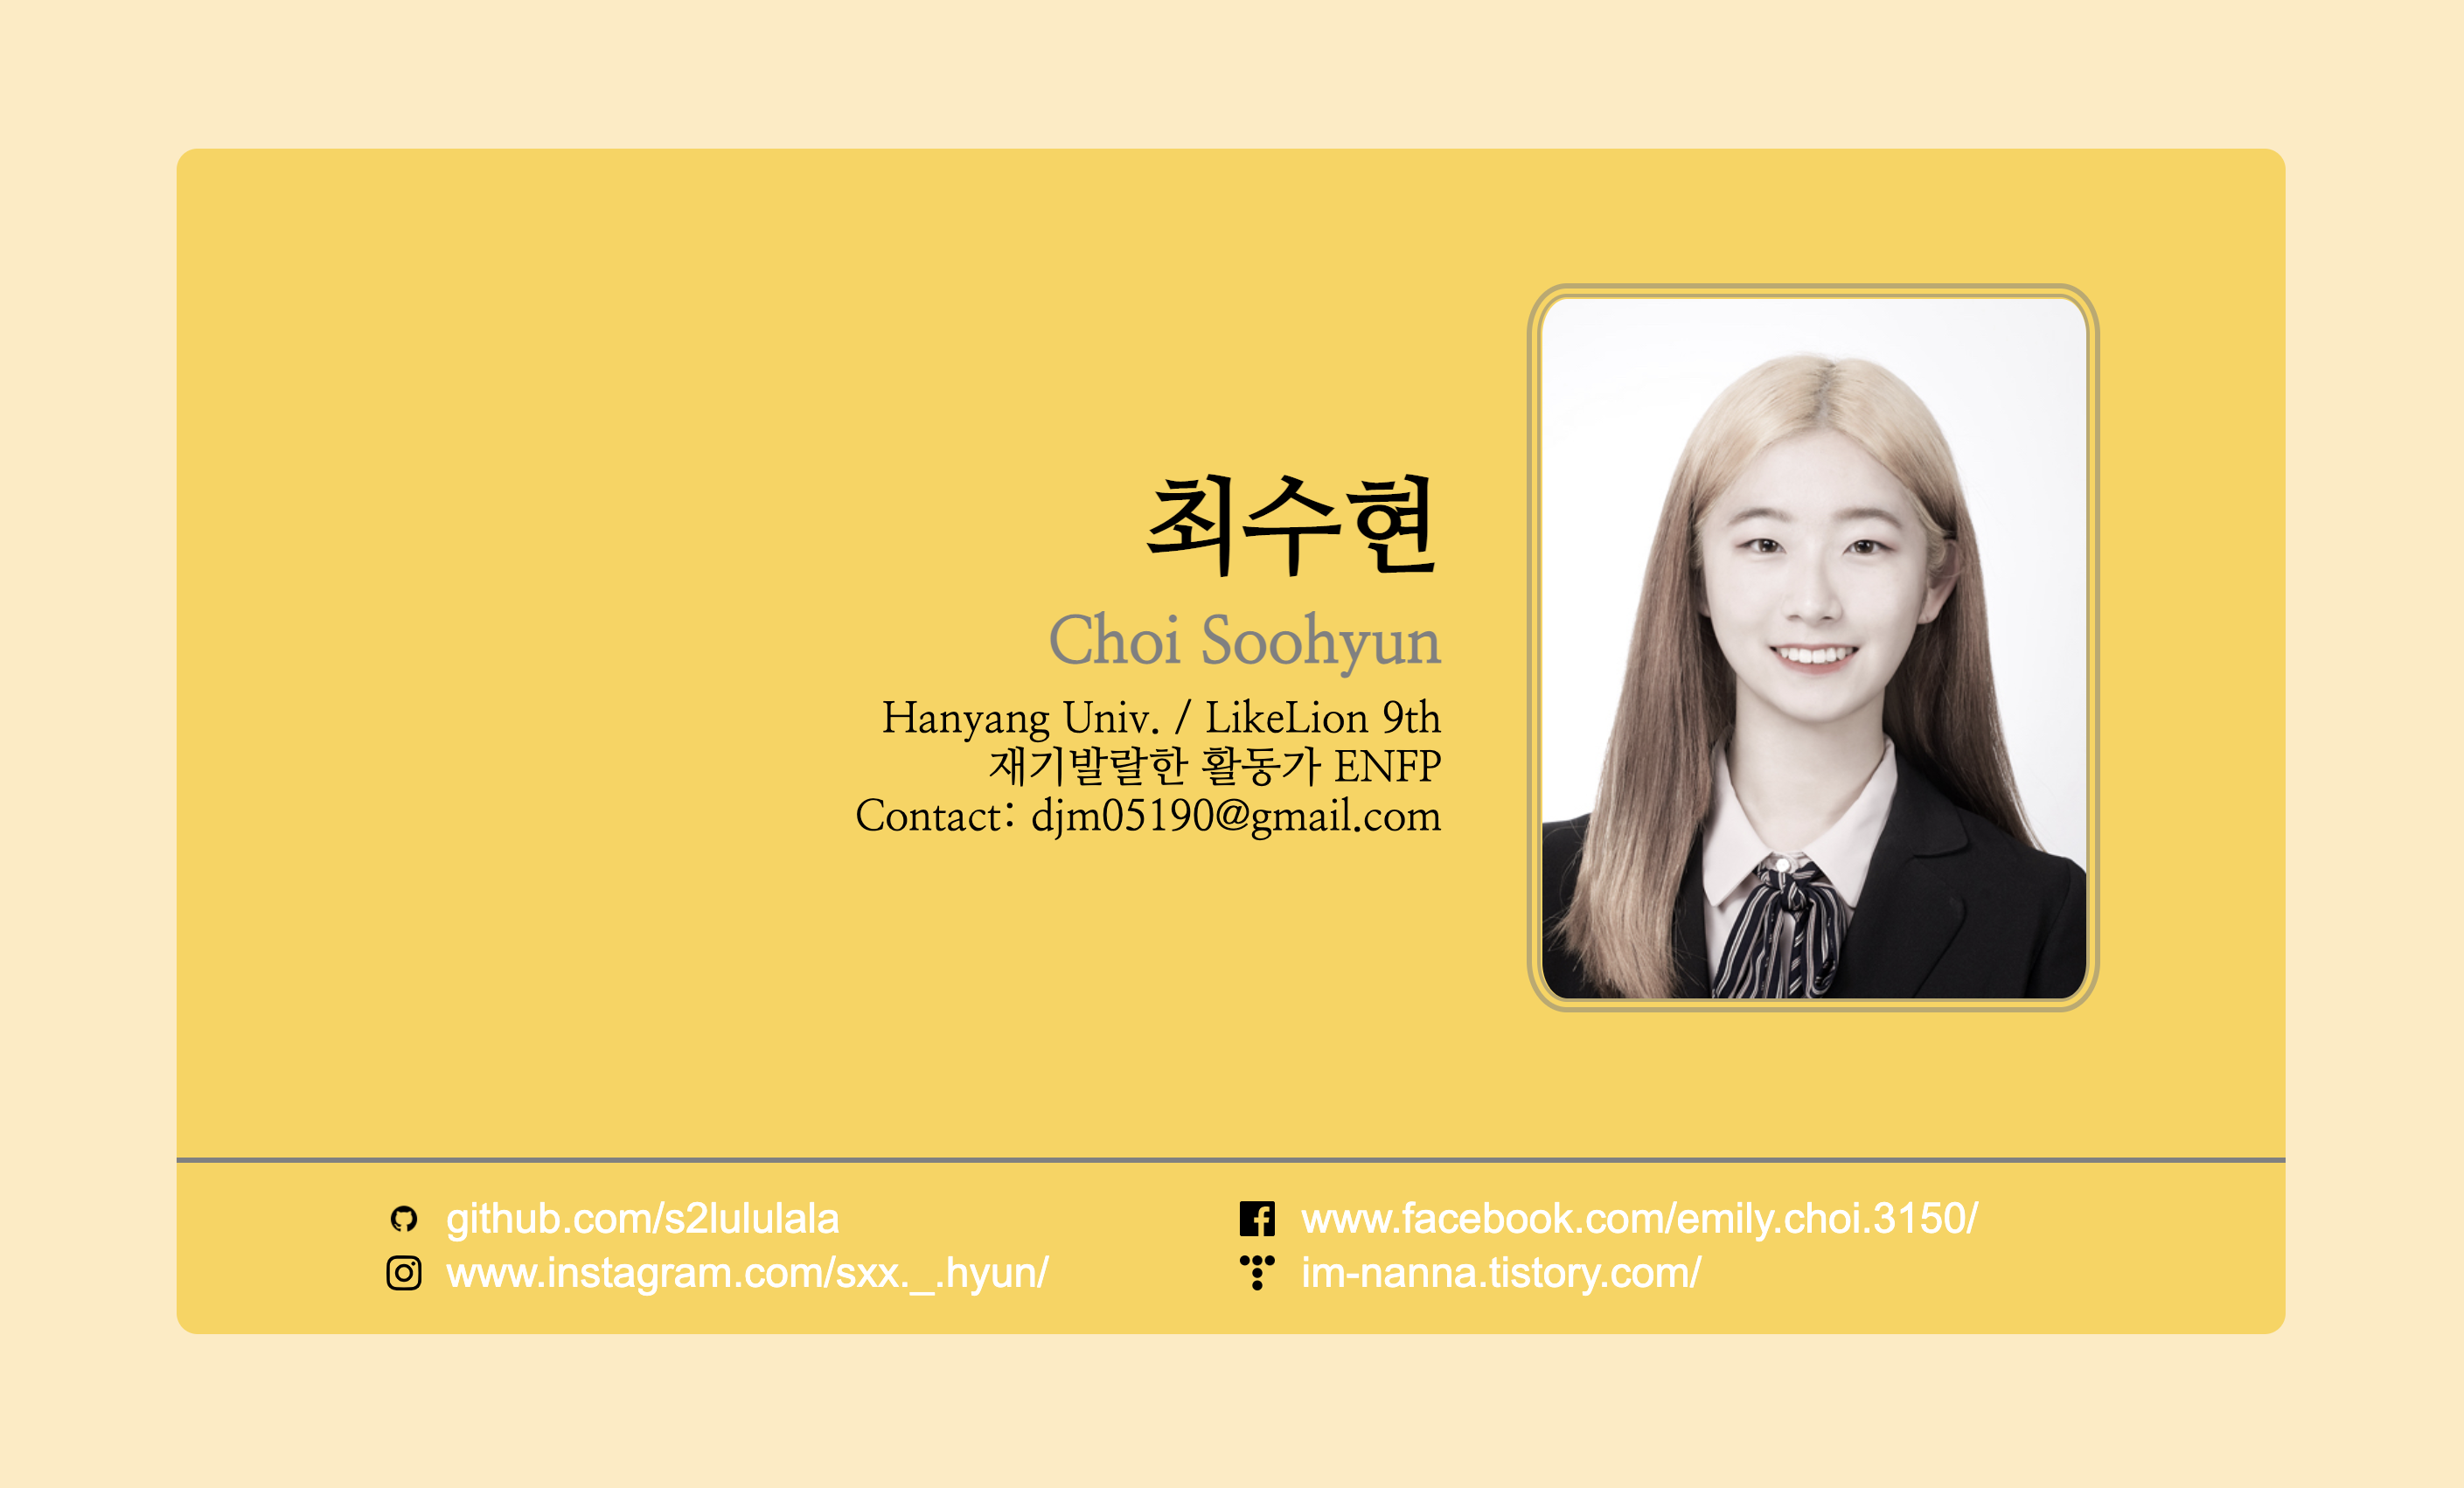 최수현
Choi Soohyun
Hanyang Univ. / LikeLion 9th
재기발랄한 활동가 ENFP
Contact: djm05190@gmail.com
github.com/s2lululala
www.facebook.com/emily.choi.3150/
www.instagram.com/sxx._.hyun/
im-nanna.tistory.com/